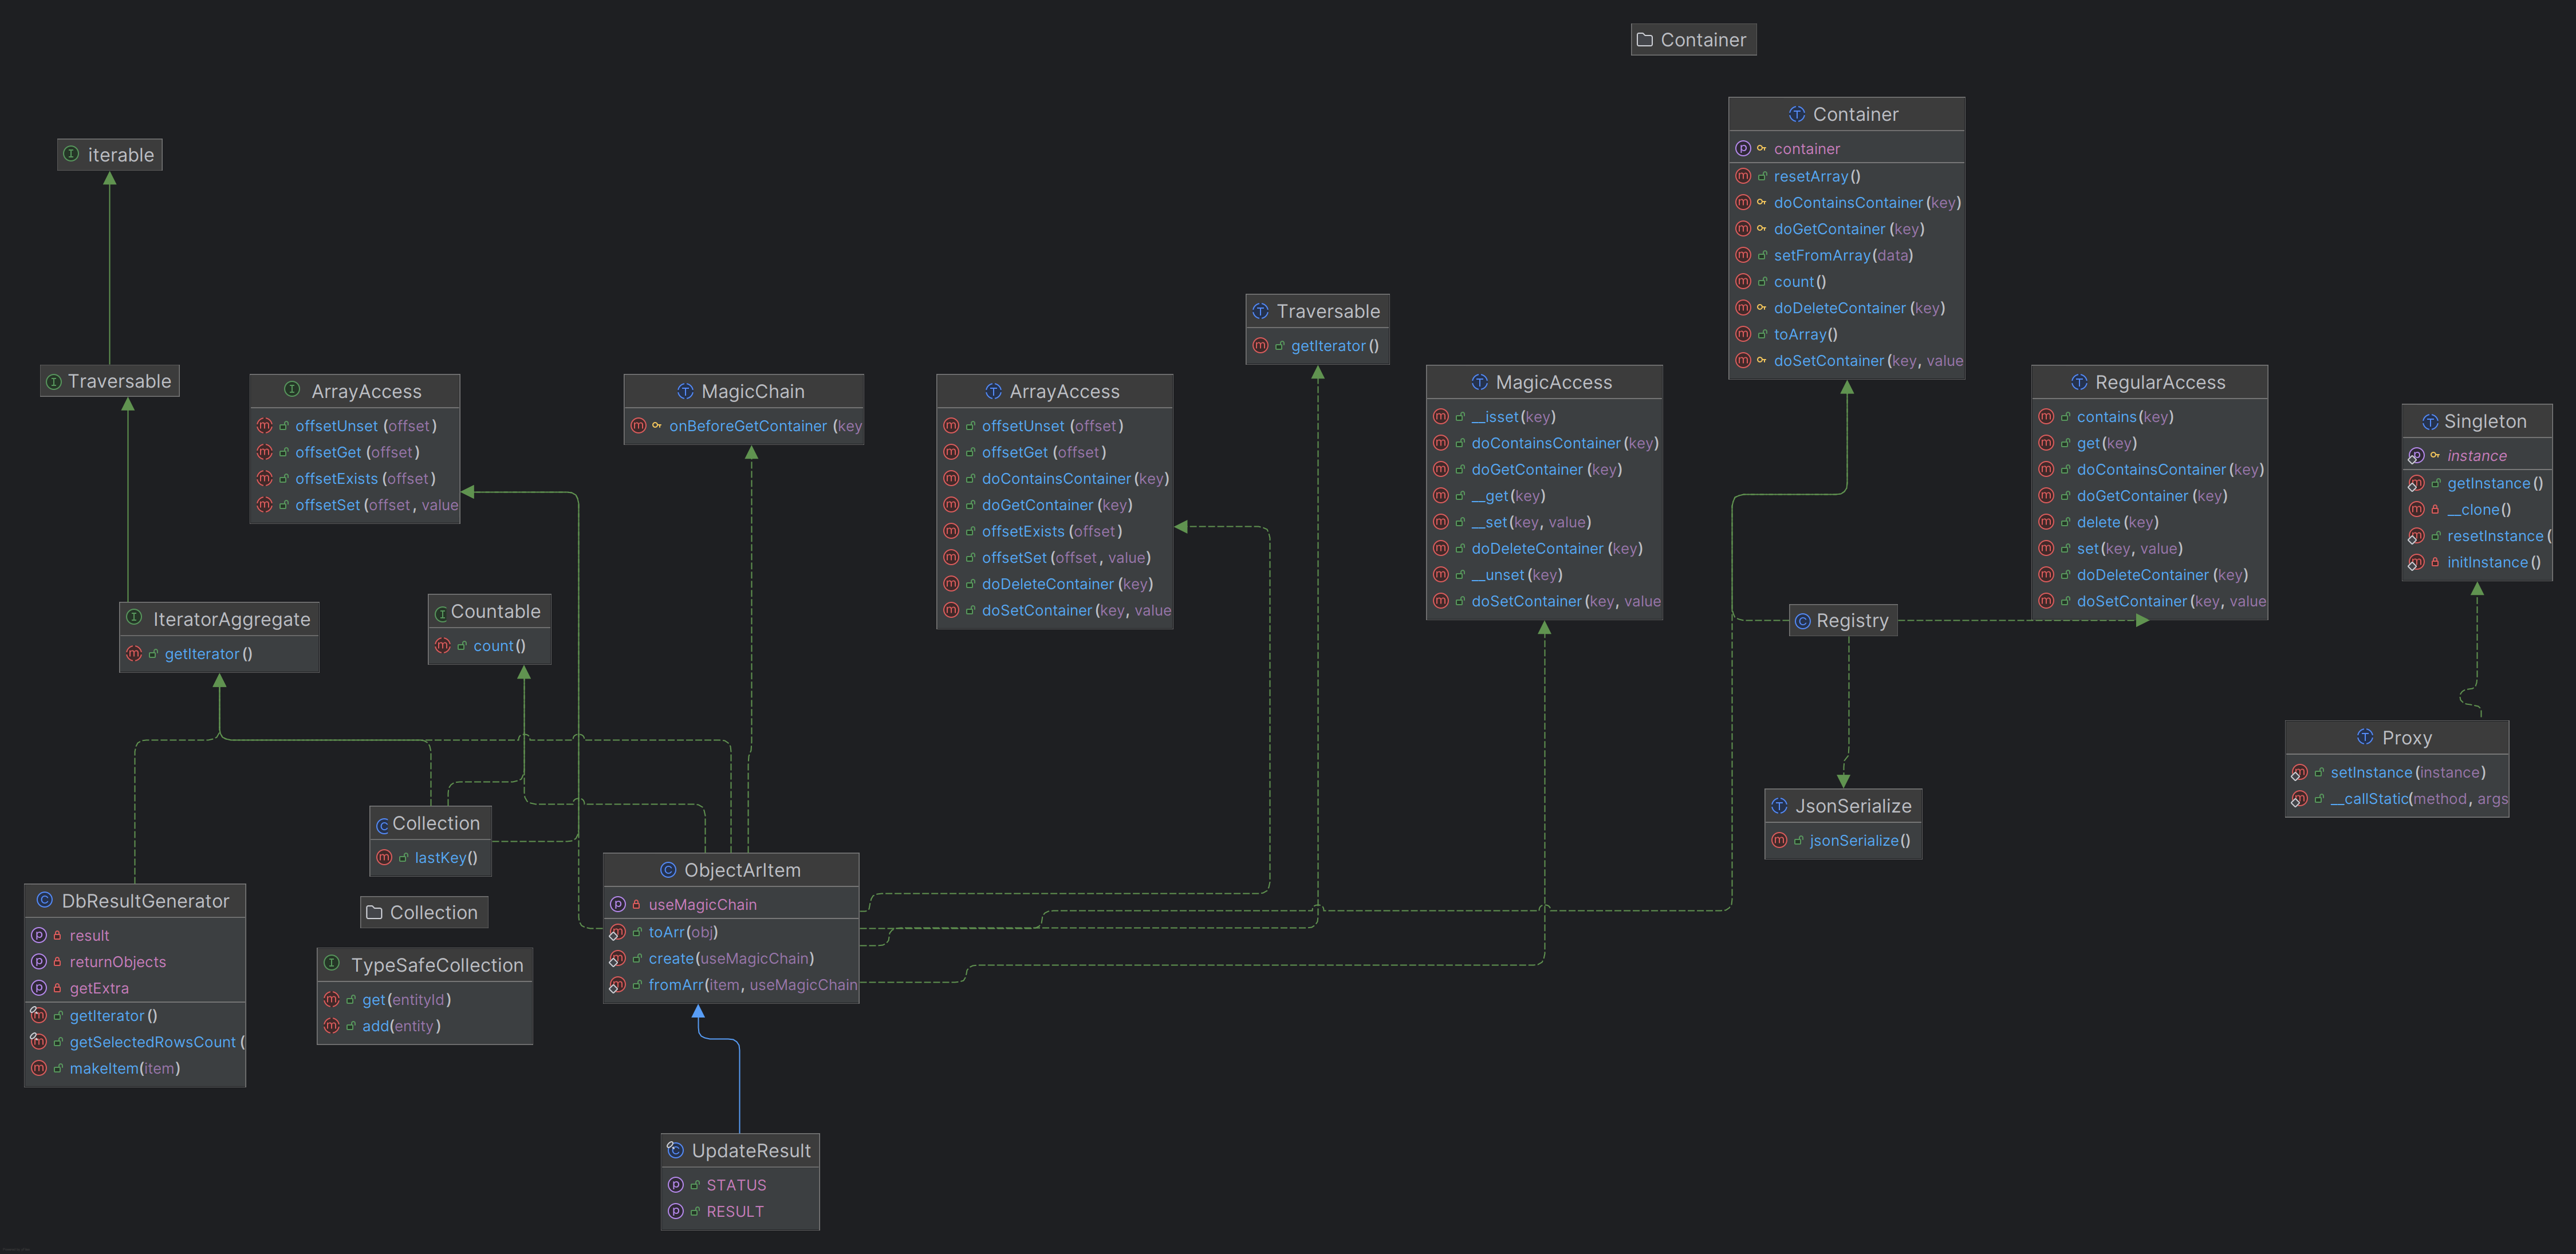 Container
Container
container
resetArray()
doContainsContainer(key)
doGetContainer(key)
setFromArray(data)
count()
doDeleteContainer(key)
toArray()
doSetContainer(key, value
iterable
Traversable
ArrayAccess
offsetUnset(offset)
offsetGet(offset)
offsetExists(offset)
offsetSet(offset, value
MagicChain
onBeforeGetContainer(key
ArrayAccess
offsetUnset(offset)
offsetGet(offset)
doContainsContainer(key)
doGetContainer(key)
offsetExists(offset)
offsetSet(offset, value)
doDeleteContainer(key)
doSetContainer(key, value
Traversable
getIterator()
MagicAccess
__isset(key)
doContainsContainer(key)
doGetContainer(key)
__get(key)
__set(key, value)
doDeleteContainer(key)
__unset(key)
doSetContainer(key, value
RegularAccess
contains(key)
get(key)
doContainsContainer(key)
doGetContainer(key)
delete(key)
set(key, value)
doDeleteContainer(key)
doSetContainer(key, value
Singleton
instance
getInstance()
__clone()
resetInstance(
initInstance()
IteratorAggregate
getIterator()
Countable
count()
Registry
Proxy
setInstance(instance)
__callStatic(method, args
JsonSerialize
jsonSerialize()
Collection
lastKey()
Collection
TypeSafeCollection
get(entityId)
add(entity)
DbResultGenerator
result
returnObjects
getExtra
getIterator()
getSelectedRowsCount(
makeItem(item)
ObjectArItem
useMagicChain
toArr(obj)
create(useMagicChain)
fromArr(item, useMagicChain
UpdateResult
STATUS
RESULT